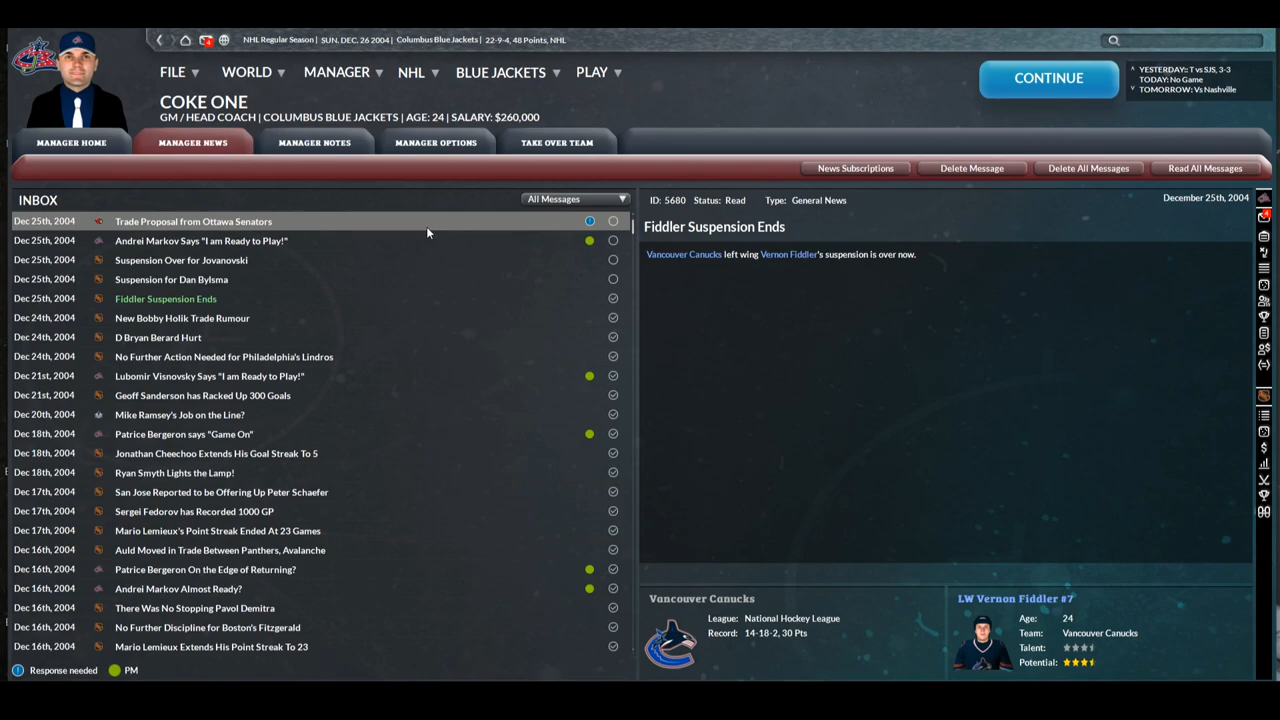 NHL Regular Season | SUN. DEC. 26 2004 | Columbus Blue Jackets | 22-9-4, 48 Points, NHL
FILE WORLD MANAGER NHL BLUE JACKETS PLAY
CONTINUE
YESTERDAY:: T vs SJS, 3-3
TODAY: No Game
TOMORROW: Vs Nashville
COKE ONE
GM / HEAD COACH | COLUMBUS BLUE JACKETS | AGE: 24 | SALARY: $260,000
MANAGER HOME MANAGER NEWS MANAGER NOTES MANAGER OPTIONS TAKE OVER TEAM
News Subscriptions Delete Message Delete All Messages Read All Messages
INBOX All Messages
Dec 25th, 2004 Trade Proposal from Ottawa Senators
Dec 25th, 2004 Andrei Markov Says "I am Ready to Play!"
Dec 25th, 2004 Suspension Over for Jovanovski
Dec 25th, 2004 Suspension for Dan Bylsma
Dec 25th, 2004 Fiddler Suspension Ends
Dec 24th, 2004 New Bobby Holik Trade Rumour
Dec 24th, 2004 D Bryan Berard Hurt
Dec 24th, 2004 No Further Action Needed for Philadelphia's Lindros
Dec 21st, 2004 Lubomir Visnovsky Says "I am Ready to Play!"
Dec 21st, 2004 Geoff Sanderson has Racked Up 300 Goals
Dec 20th, 2004 Mike Ramsey's Job on the Line?
Dec 18th, 2004 Patrice Bergeron says "Game On"
Dec 18th, 2004 Jonathan Cheechoo Extends His Goal Streak To 5
Dec 18th, 2004 Ryan Smyth Lights the Lamp!
Dec 17th, 2004 San Jose Reported to be Offering Up Peter Schaefer
Dec 17th, 2004 Sergei Fedorov has Recorded 1000 GP
Dec 17th, 2004 Mario Lemieux's Point Streak Ended At 23 Games
Dec 16th, 2004 Auld Moved in Trade Between Panthers, Avalanche
Dec 16th, 2004 Patrice Bergeron On the Edge of Returning?
Dec 16th, 2004 Andrei Markov Almost Ready?
Dec 16th, 2004 There Was No Stopping Pavol Demitra
Dec 16th, 2004 No Further Discipline for Boston's Fitzgerald
Dec 16th, 2004 Mario Lemieux Extends His Point Streak To 23
Response needed PM
ID: 5680 Status: Read Type: General News December 25th, 2004
Fiddler Suspension Ends
Vancouver Canucks left wing Vernon Fiddler's suspension is over now.
Vancouver Canucks
League: National Hockey League
Record: 14-18-2, 30 Pts
LW Vernon Fiddler #7
Age: 24
Team: Vancouver Canucks
Talent:
Potential: